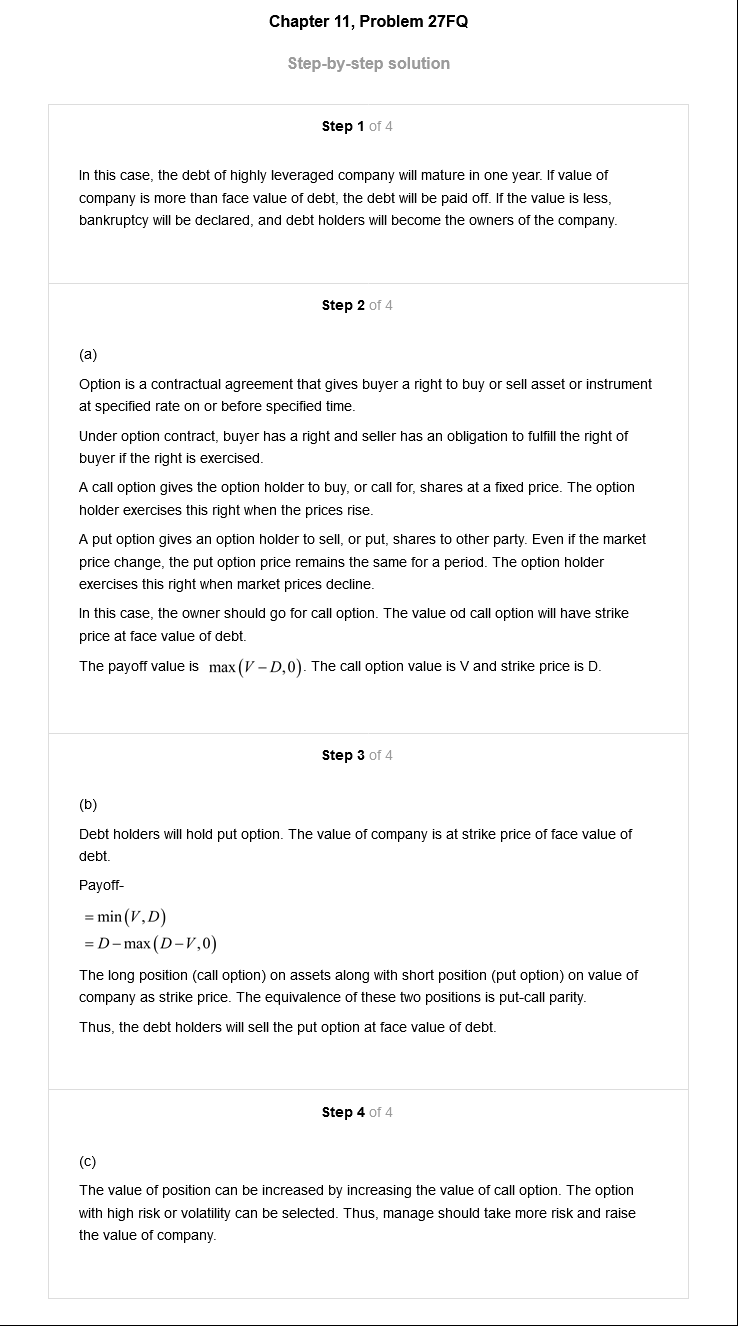 Chapter 11, Problem 27FQ
Step-by-step solution
Step 1 of 4
In this case, the debt of highly leveraged company will mature in one year. If value of
company is more than face value of debt, the debt will be paid off. If the value is less,
bankruptcy will be declared, and debt holders will become the owners of the company.
Step 2 of 4
(a)
Option is a contractual agreement that gives buyer a right to buy or sell asset or instrument
at specified rate on or before specified time.
Under option contract, buyer has a right and seller has an obligation to fulfill the right of
buyer if the right is exercised.
A call option gives the option holder to buy, or call for, shares at a fixed price. The option
holder exercises this right when the prices rise.
A put option gives an option holder to sell, or put, shares to other party. Even if the market
price change, the put option price remains the same for a period. The option holder
exercises this right when market prices decline.
In this case, the owner should go for call option. The value od call option will have strike
price at face value of debt.
The payoff value is max(V – D,0). The call option value is V and strike price is D.
Step 3 of 4
(b)
Debt holders will hold put option. The value of company is at strike price of face value of
debt.
Payoff-
= min(V, D)
= D – max(D – V,0)
The long position (call option) on assets along with short position (put option) on value of
company as strike price. The equivalence of these two positions is put-call parity.
Thus, the debt holders will sell the put option at face value of debt.
Step 4 of 4
(c)
The value of position can be increased by increasing the value of call option. The option
with high risk or volatility can be selected. Thus, manage should take more risk and raise
the value of company.